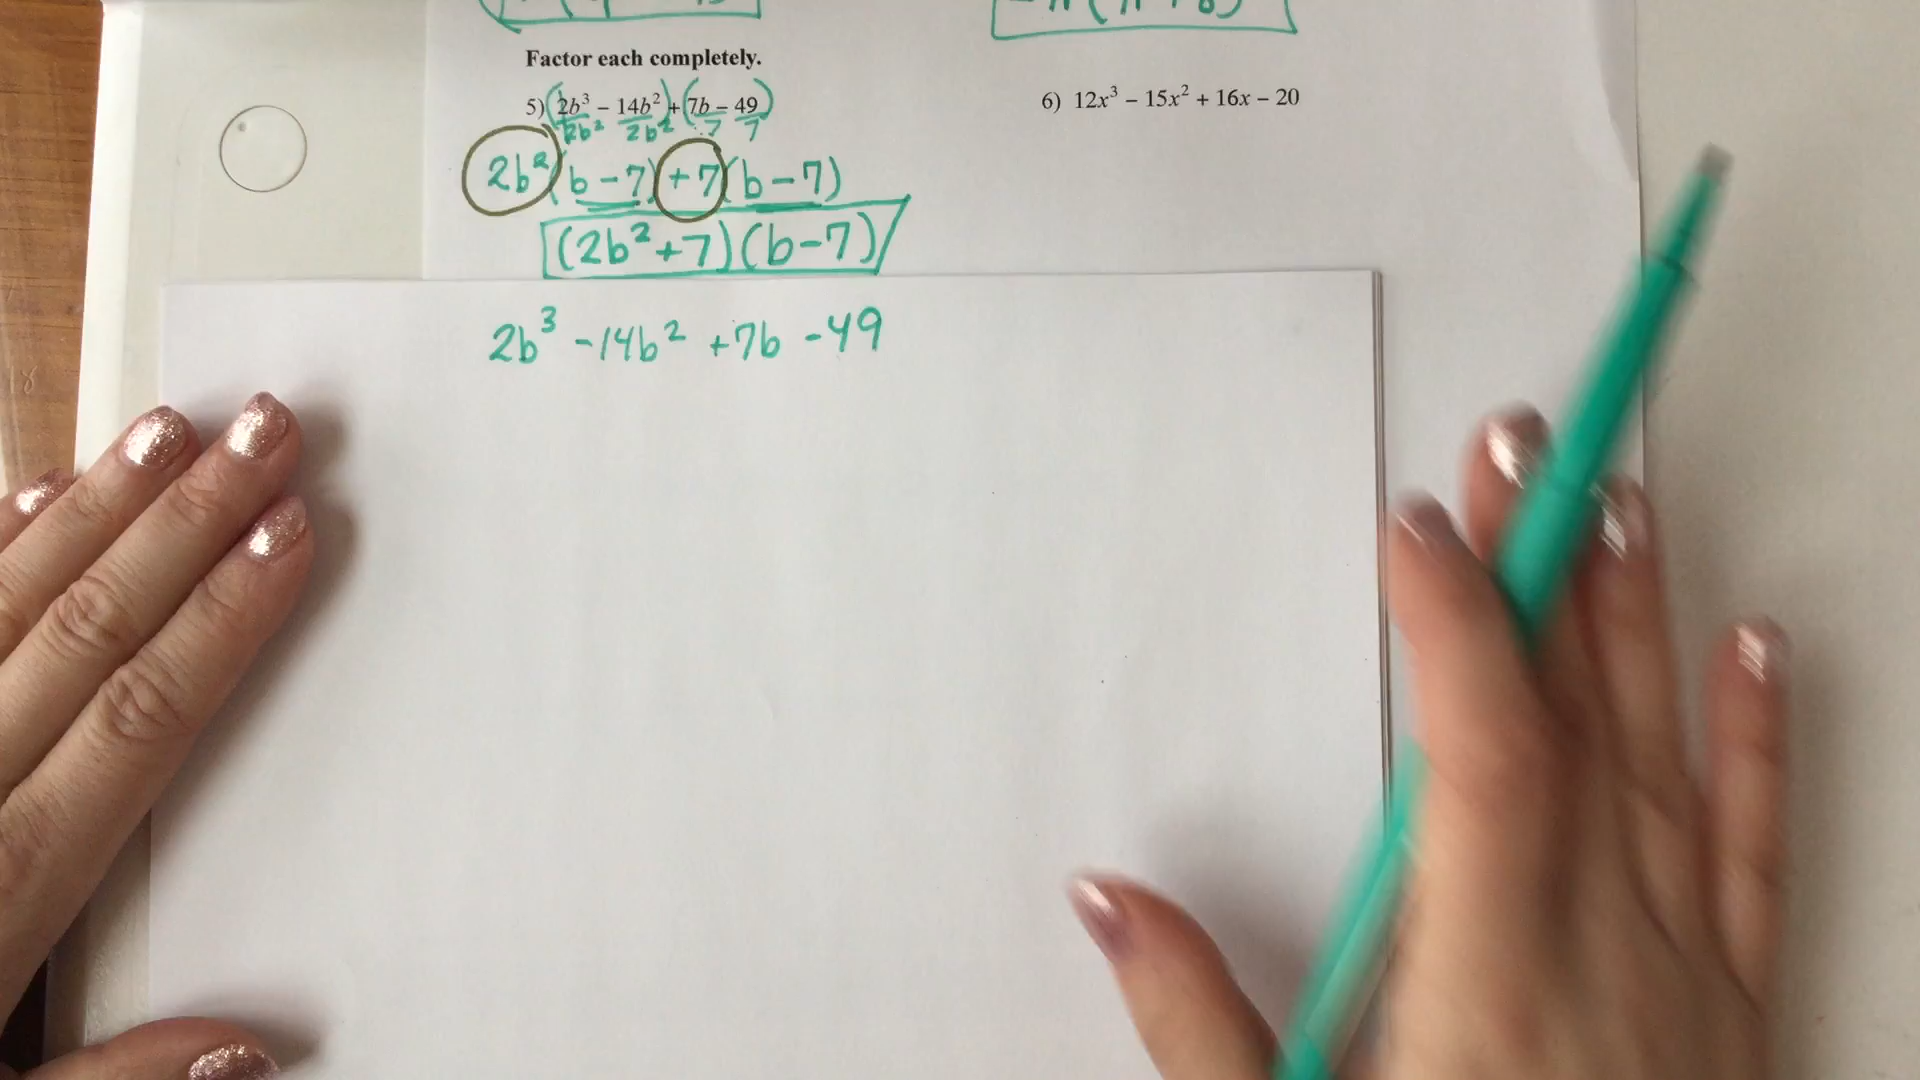 Factor each completely.
5) (2b³ – 14b²) + (7b – 49)
2b² 2b² 7 7
2b² (b - 7) + 7 (b - 7)
(2b² + 7) (b - 7)
2b³ - 14b² + 7b - 49
6) 12x³ – 15x² + 16x – 20